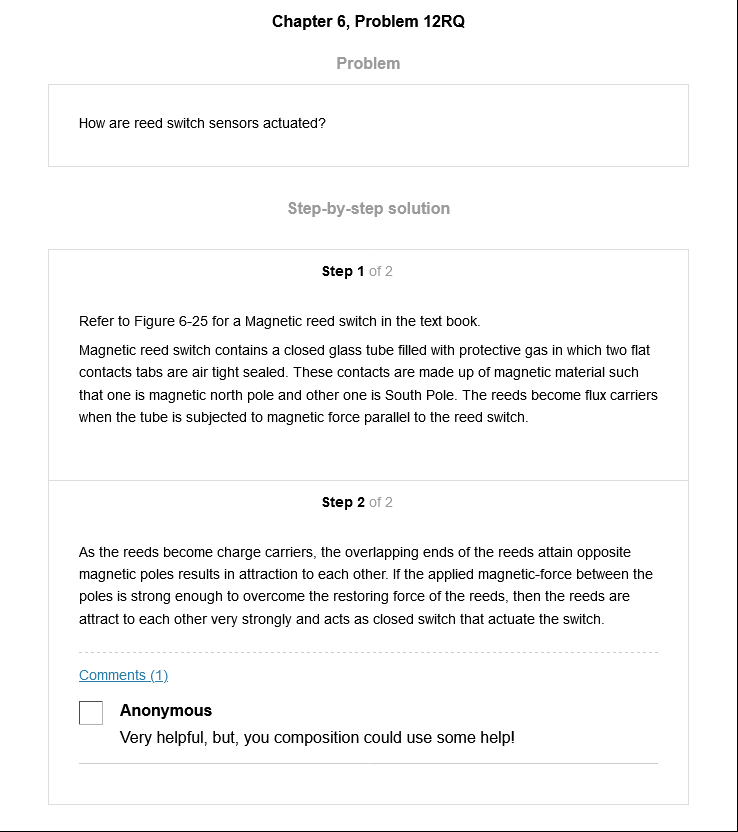 Chapter 6, Problem 12RQ
Problem
How are reed switch sensors actuated?
Step-by-step solution
Step 1 of 2
Refer to Figure 6-25 for a Magnetic reed switch in the text book.
Magnetic reed switch contains a closed glass tube filled with protective gas in which two flat
contacts tabs are air tight sealed. These contacts are made up of magnetic material such
that one is magnetic north pole and other one is South Pole. The reeds become flux carriers
when the tube is subjected to magnetic force parallel to the reed switch.
Step 2 of 2
As the reeds become charge carriers, the overlapping ends of the reeds attain opposite
magnetic poles results in attraction to each other. If the applied magnetic-force between the
poles is strong enough to overcome the restoring force of the reeds, then the reeds are
attract to each other very strongly and acts as closed switch that actuate the switch.
Comments (1)
Anonymous
Very helpful, but, you composition could use some help!